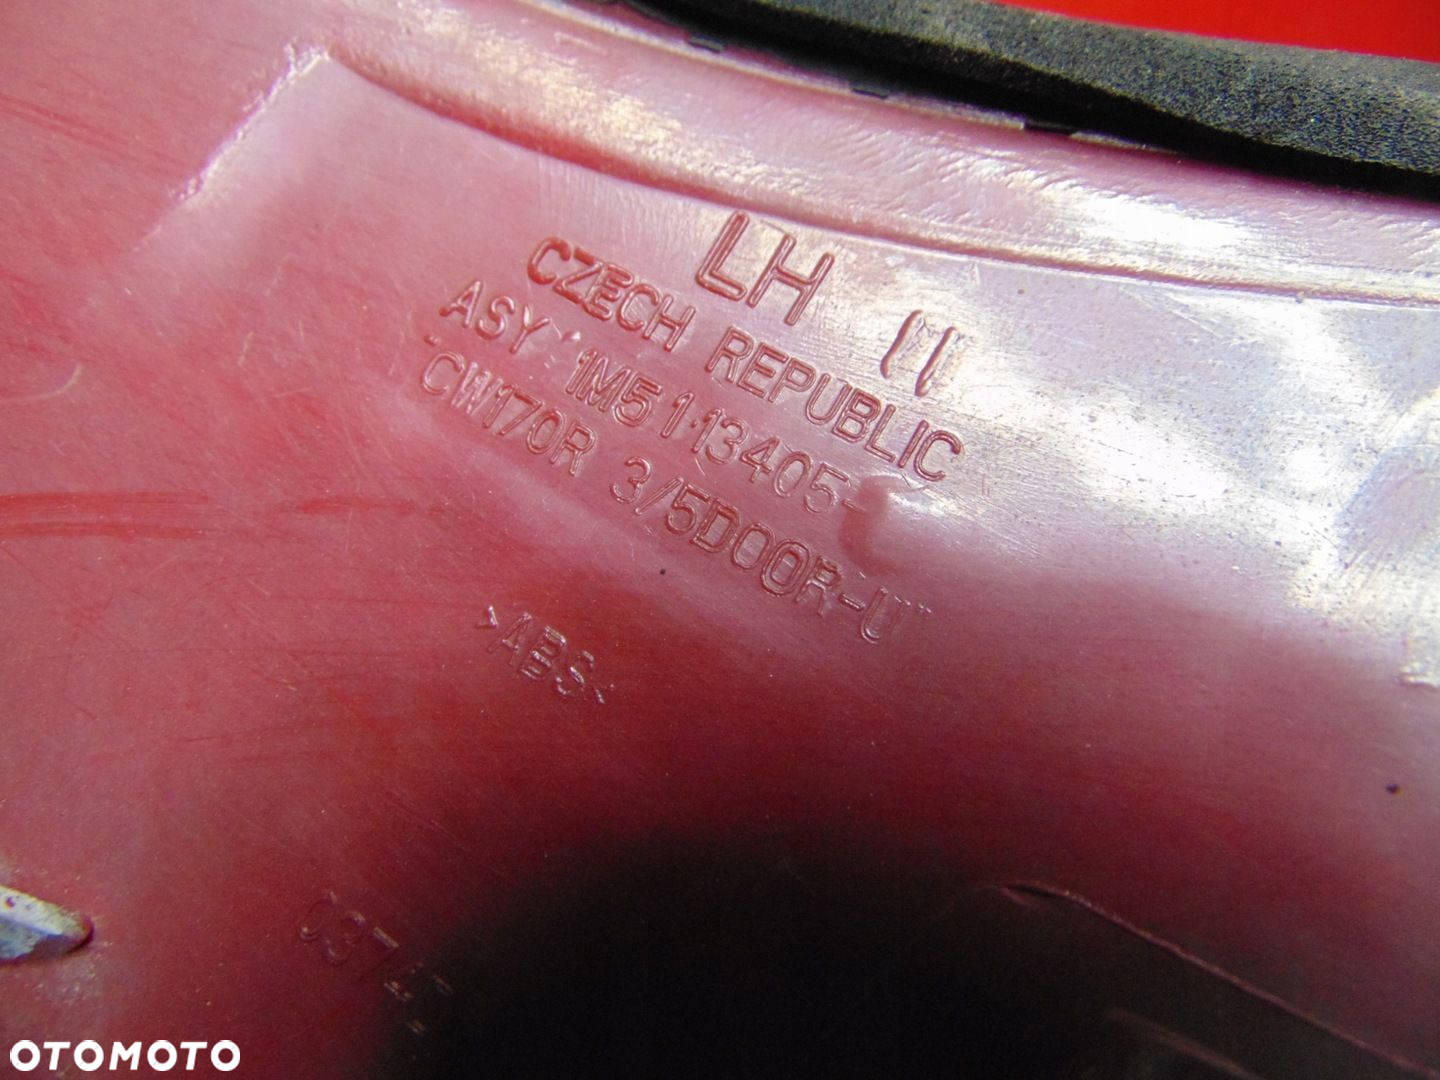 LH
CZECH REPUBLIC
ASY 1M51 13405-
CW170R 3/5DOOR-U
>ABS<
OTOMOTO